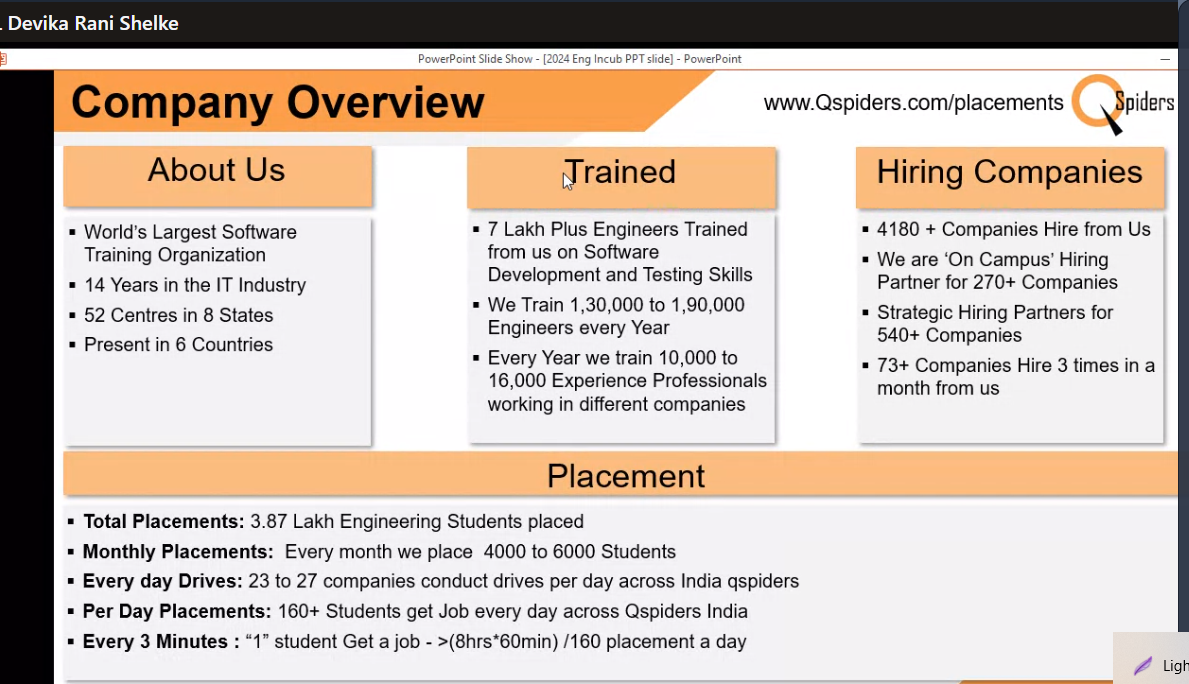 . Devika Rani Shelke
PowerPoint Slide Show - [2024 Eng Incub PPT slide] - PowerPoint
Company Overview
www.Qspiders.com/placements
QSpiders
About Us
▪ World's Largest Software
Training Organization
▪ 14 Years in the IT Industry
▪ 52 Centres in 8 States
▪ Present in 6 Countries
Trained
▪ 7 Lakh Plus Engineers Trained
from us on Software
Development and Testing Skills
▪ We Train 1,30,000 to 1,90,000
Engineers every Year
▪ Every Year we train 10,000 to
16,000 Experience Professionals
working in different companies
Hiring Companies
▪ 4180 + Companies Hire from Us
▪ We are ‘On Campus’ Hiring
Partner for 270+ Companies
▪ Strategic Hiring Partners for
540+ Companies
▪ 73+ Companies Hire 3 times in a
month from us
Placement
▪ Total Placements: 3.87 Lakh Engineering Students placed
▪ Monthly Placements: Every month we place 4000 to 6000 Students
▪ Every day Drives: 23 to 27 companies conduct drives per day across India qspiders
▪ Per Day Placements: 160+ Students get Job every day across Qspiders India
▪ Every 3 Minutes : “1” student Get a job - >(8hrs*60min) /160 placement a day
Ligh